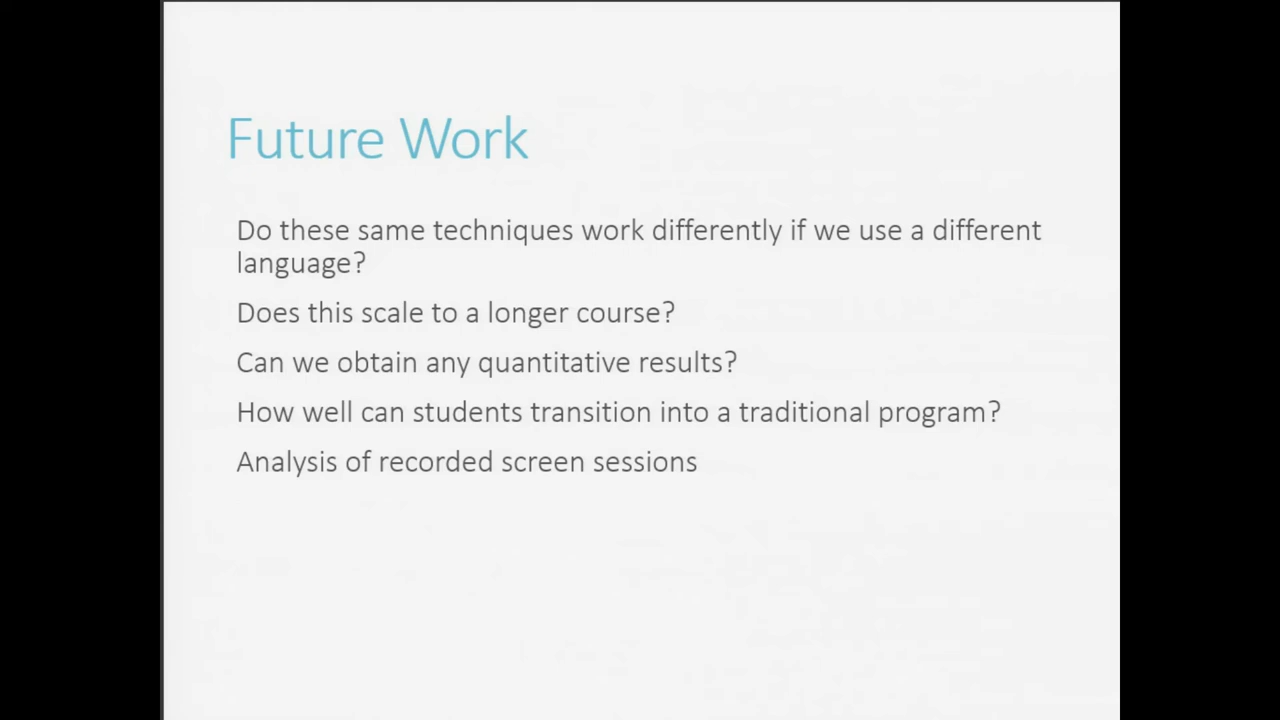 Future Work
Do these same techniques work differently if we use a different
language?
Does this scale to a longer course?
Can we obtain any quantitative results?
How well can students transition into a traditional program?
Analysis of recorded screen sessions